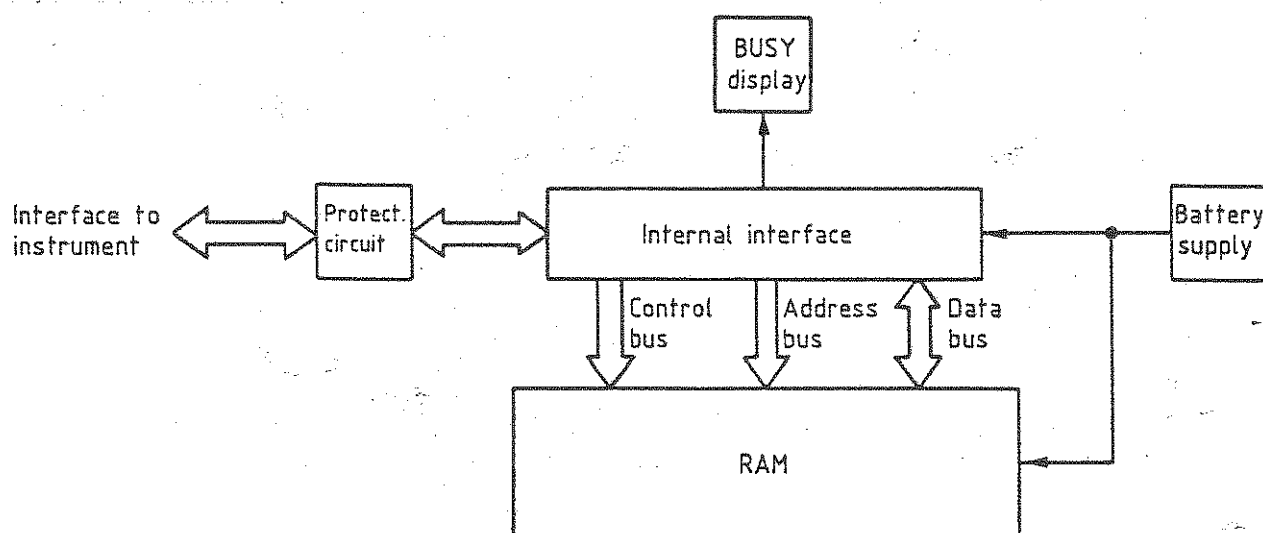 BUSY
display
Interface to
instrument
Protect.
circuit
Internal interface
Battery
supply
Control
bus
Address
bus
Data
bus
RAM